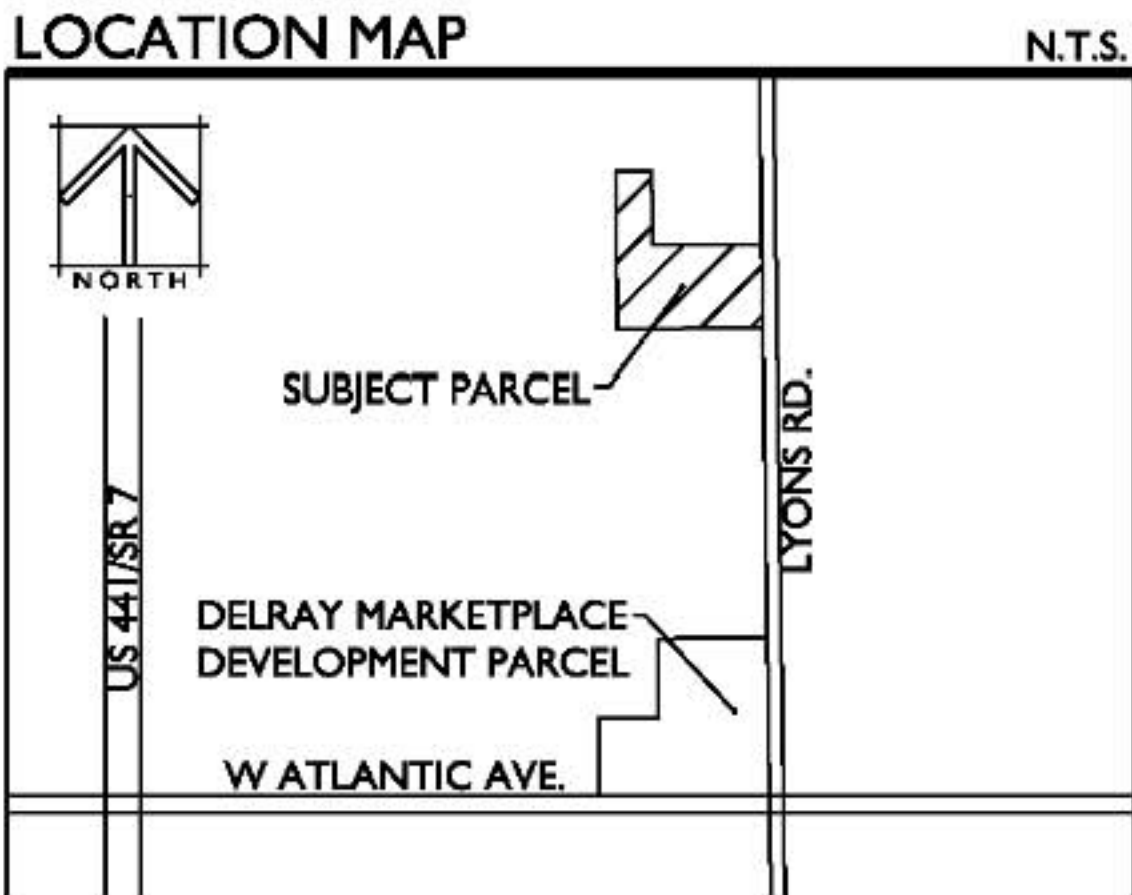 LOCATION MAP
N.T.S.
NORTH
SUBJECT PARCEL
LYONS RD.
US 441/SR 7
DELRAY MARKETPLACE
DEVELOPMENT PARCEL
W ATLANTIC AVE.